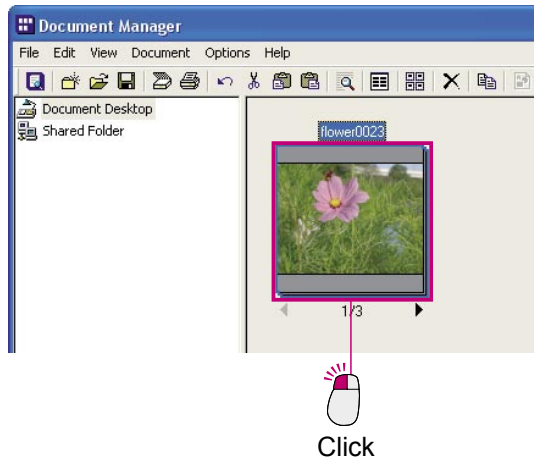 Document Manager
File Edit View Document Options Help
Document Desktop
Shared Folder
flower0023
1/3
Click